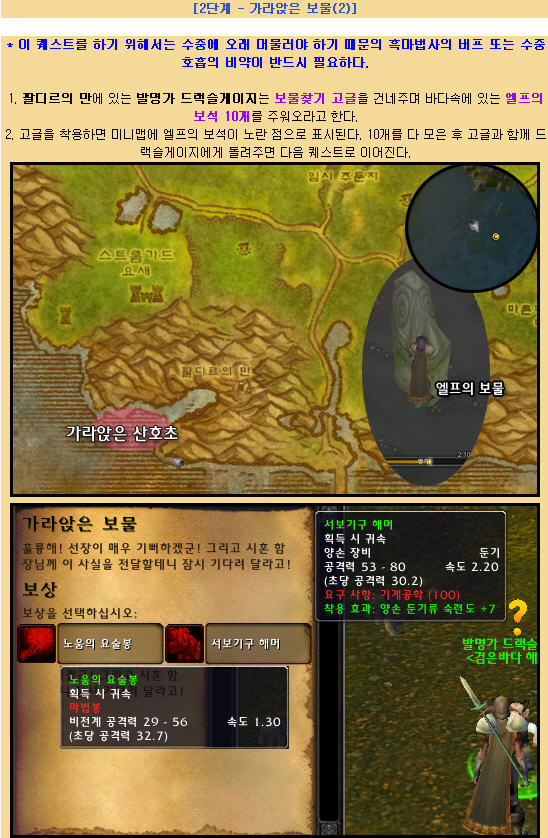 [2단계 - 가라앉은 보물(2)]
* 이 퀘스트를 하기 위해서는 수중에 오래 머물러야 하기 때문의 흑마법사의 버프 또는 수중
호흡의 비약이 반드시 필요하다.
1. 팔디르의 만에 있는 발명가 드랙슬게이지는 보물찾기 고글을 건네주며 바다속에 있는 엘프의
보석 10개를 주워오라고 한다.
2. 고글을 착용하면 미니맵에 엘프의 보석이 노란 점으로 표시된다. 10개를 다 모은 후 고글과 함께 드
랙슬게이지에게 돌려주면 다음 퀘스트로 이어진다.
임시 주둔지
스트롬가드
요새
팔디르의 만
가라앉은 산호초
엘프의 보물
2.10
가라앉은 보물
훌륭해! 선장이 매우 기뻐하겠군! 그리고 시혼 함
장님께 이 사실을 전달할테니 잠시 기다려 달라고!
보상
보상을 선택하십시오:
노움의 요술봉
서보기구 해머
노움의 요술봉
획득 시 귀속
마법봉
비전계 공격력 29 - 56 속도 1.30
(초당 공격력 32.7)
서보기구 해머
획득 시 귀속
양손 장비 둔기
공격력 53 - 80 속도 2.20
(초당 공격력 30.2)
요구 사항: 기계공학 (100)
착용 효과: 양손 둔기류 숙련도 +7
발명가 드랙슬
<검은바다 해